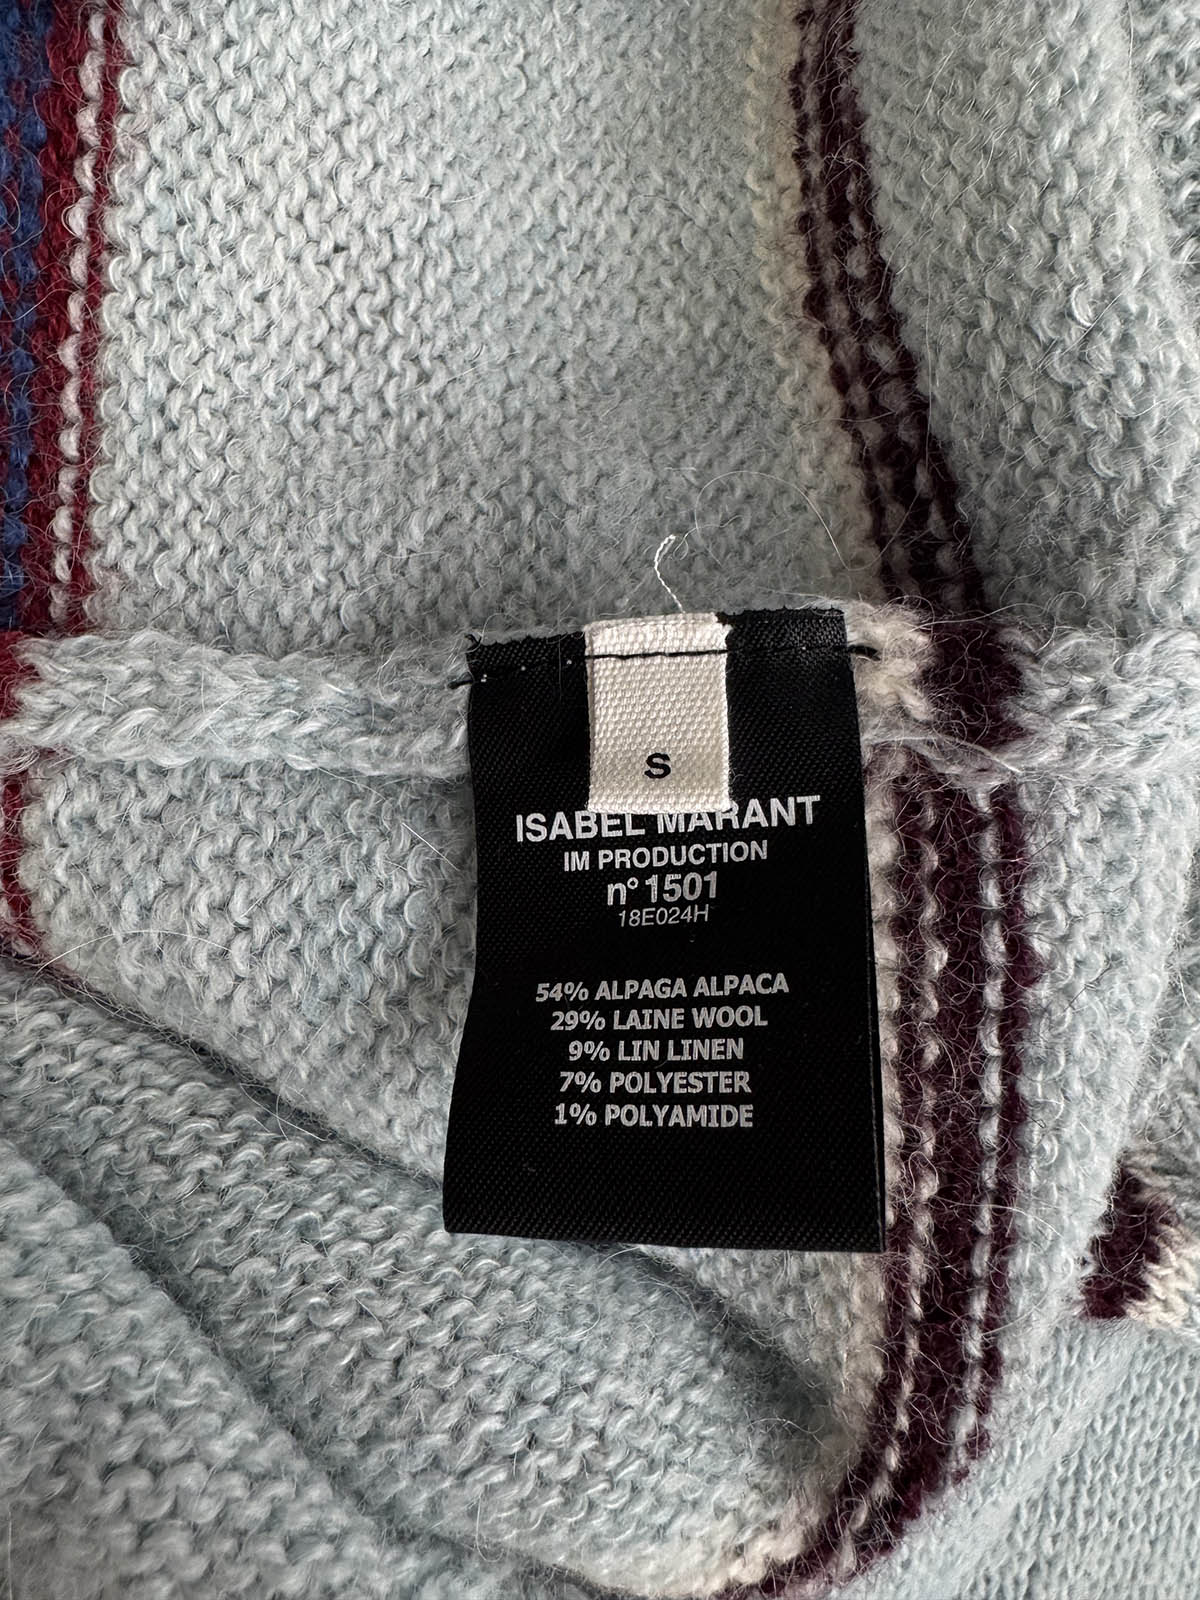 S
ISABEL MARANT
IM PRODUCTION
n° 1501
18E024H
54% ALPAGA ALPACA
29% LAINE WOOL
9% LIN LINEN
7% POLYESTER
1% POLYAMIDE